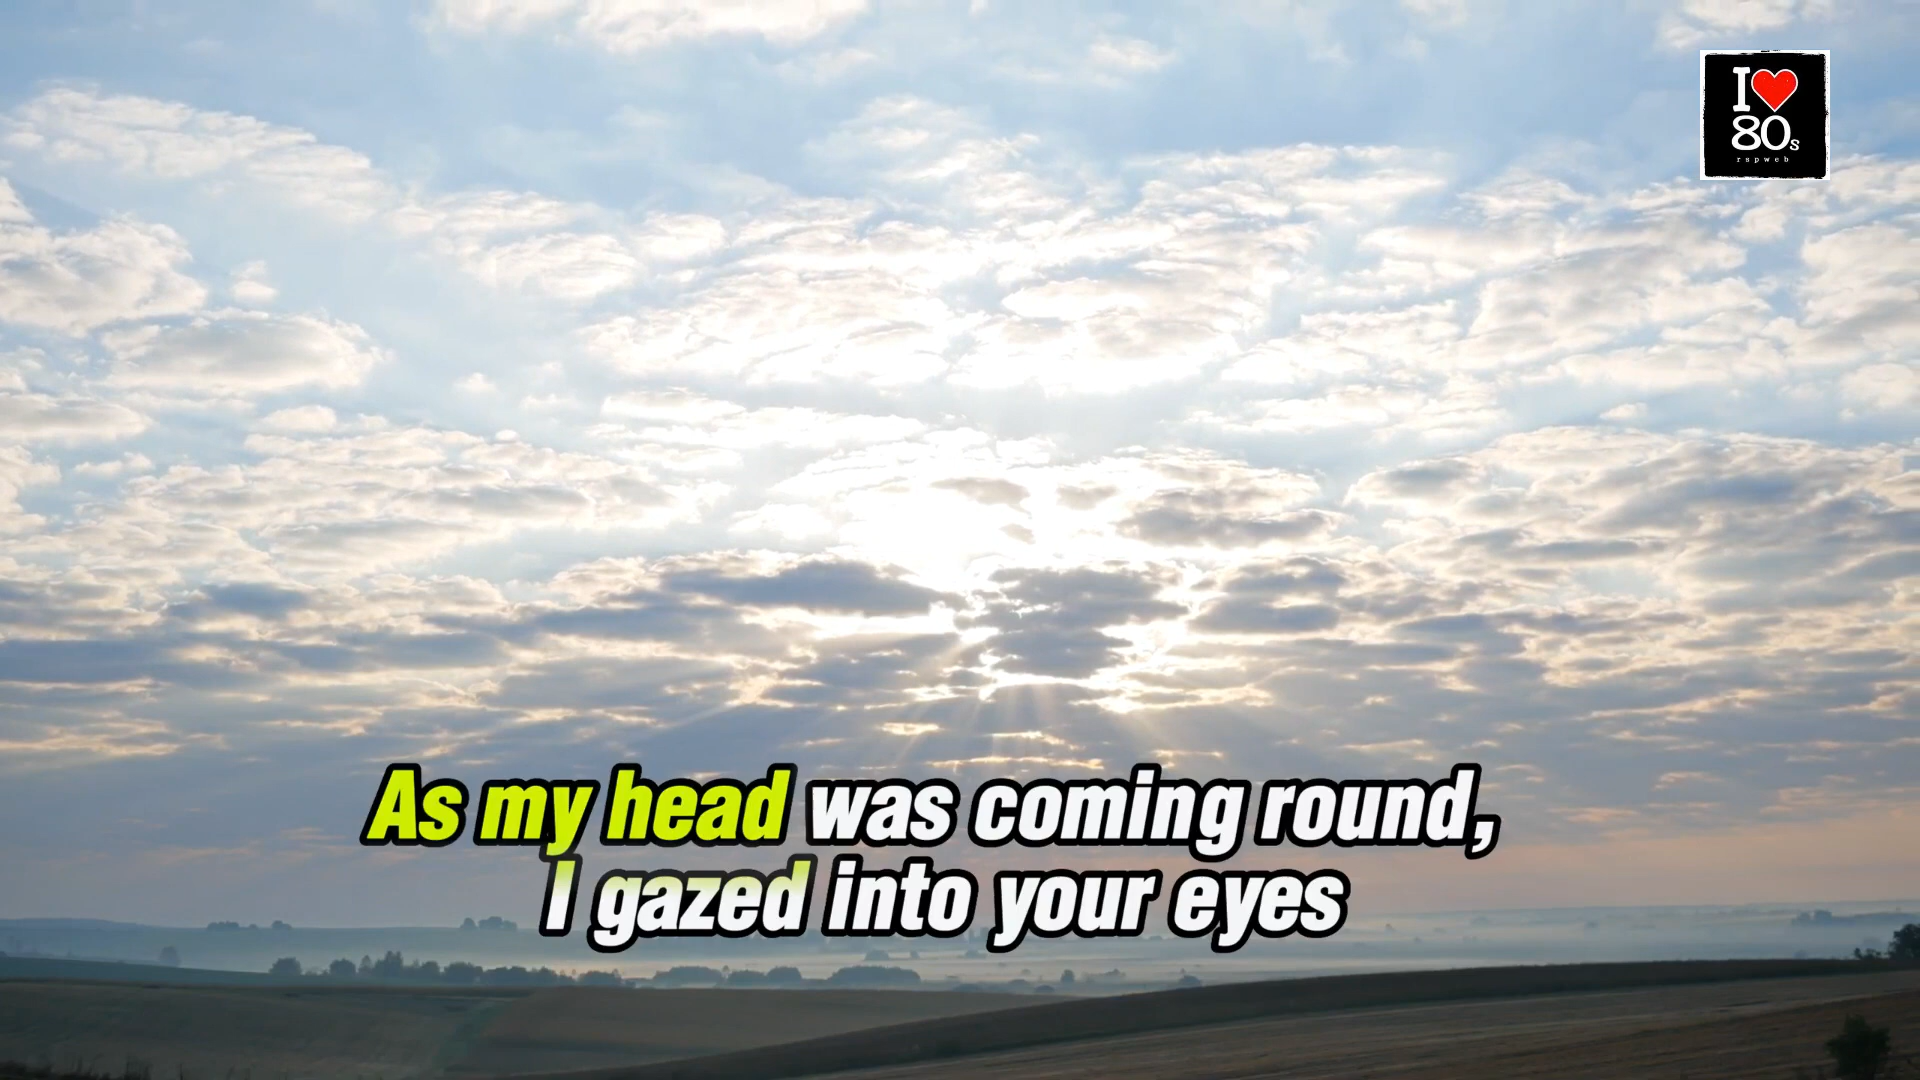 I ❤ 80s
rspweb
As my head was coming round,
I gazed into your eyes